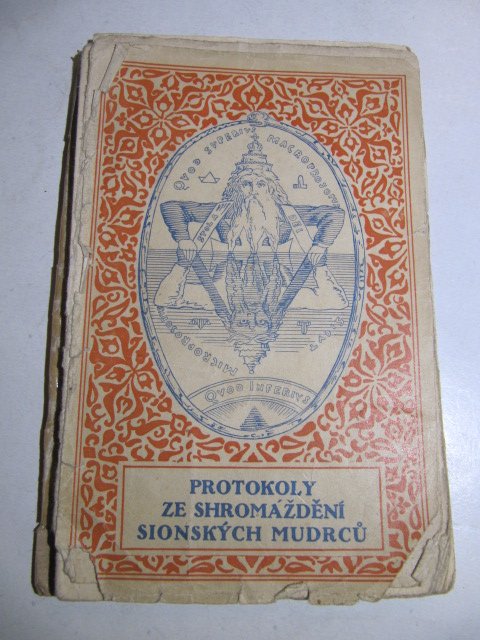 QVOD SVPERIVS MACROPROSOPVS
MICROPROSOPVS
QVOD INFERIVS
PROTOKOLY
ZE SHROMÁŽDĚNÍ
SIONSKÝCH MUDRCŮ